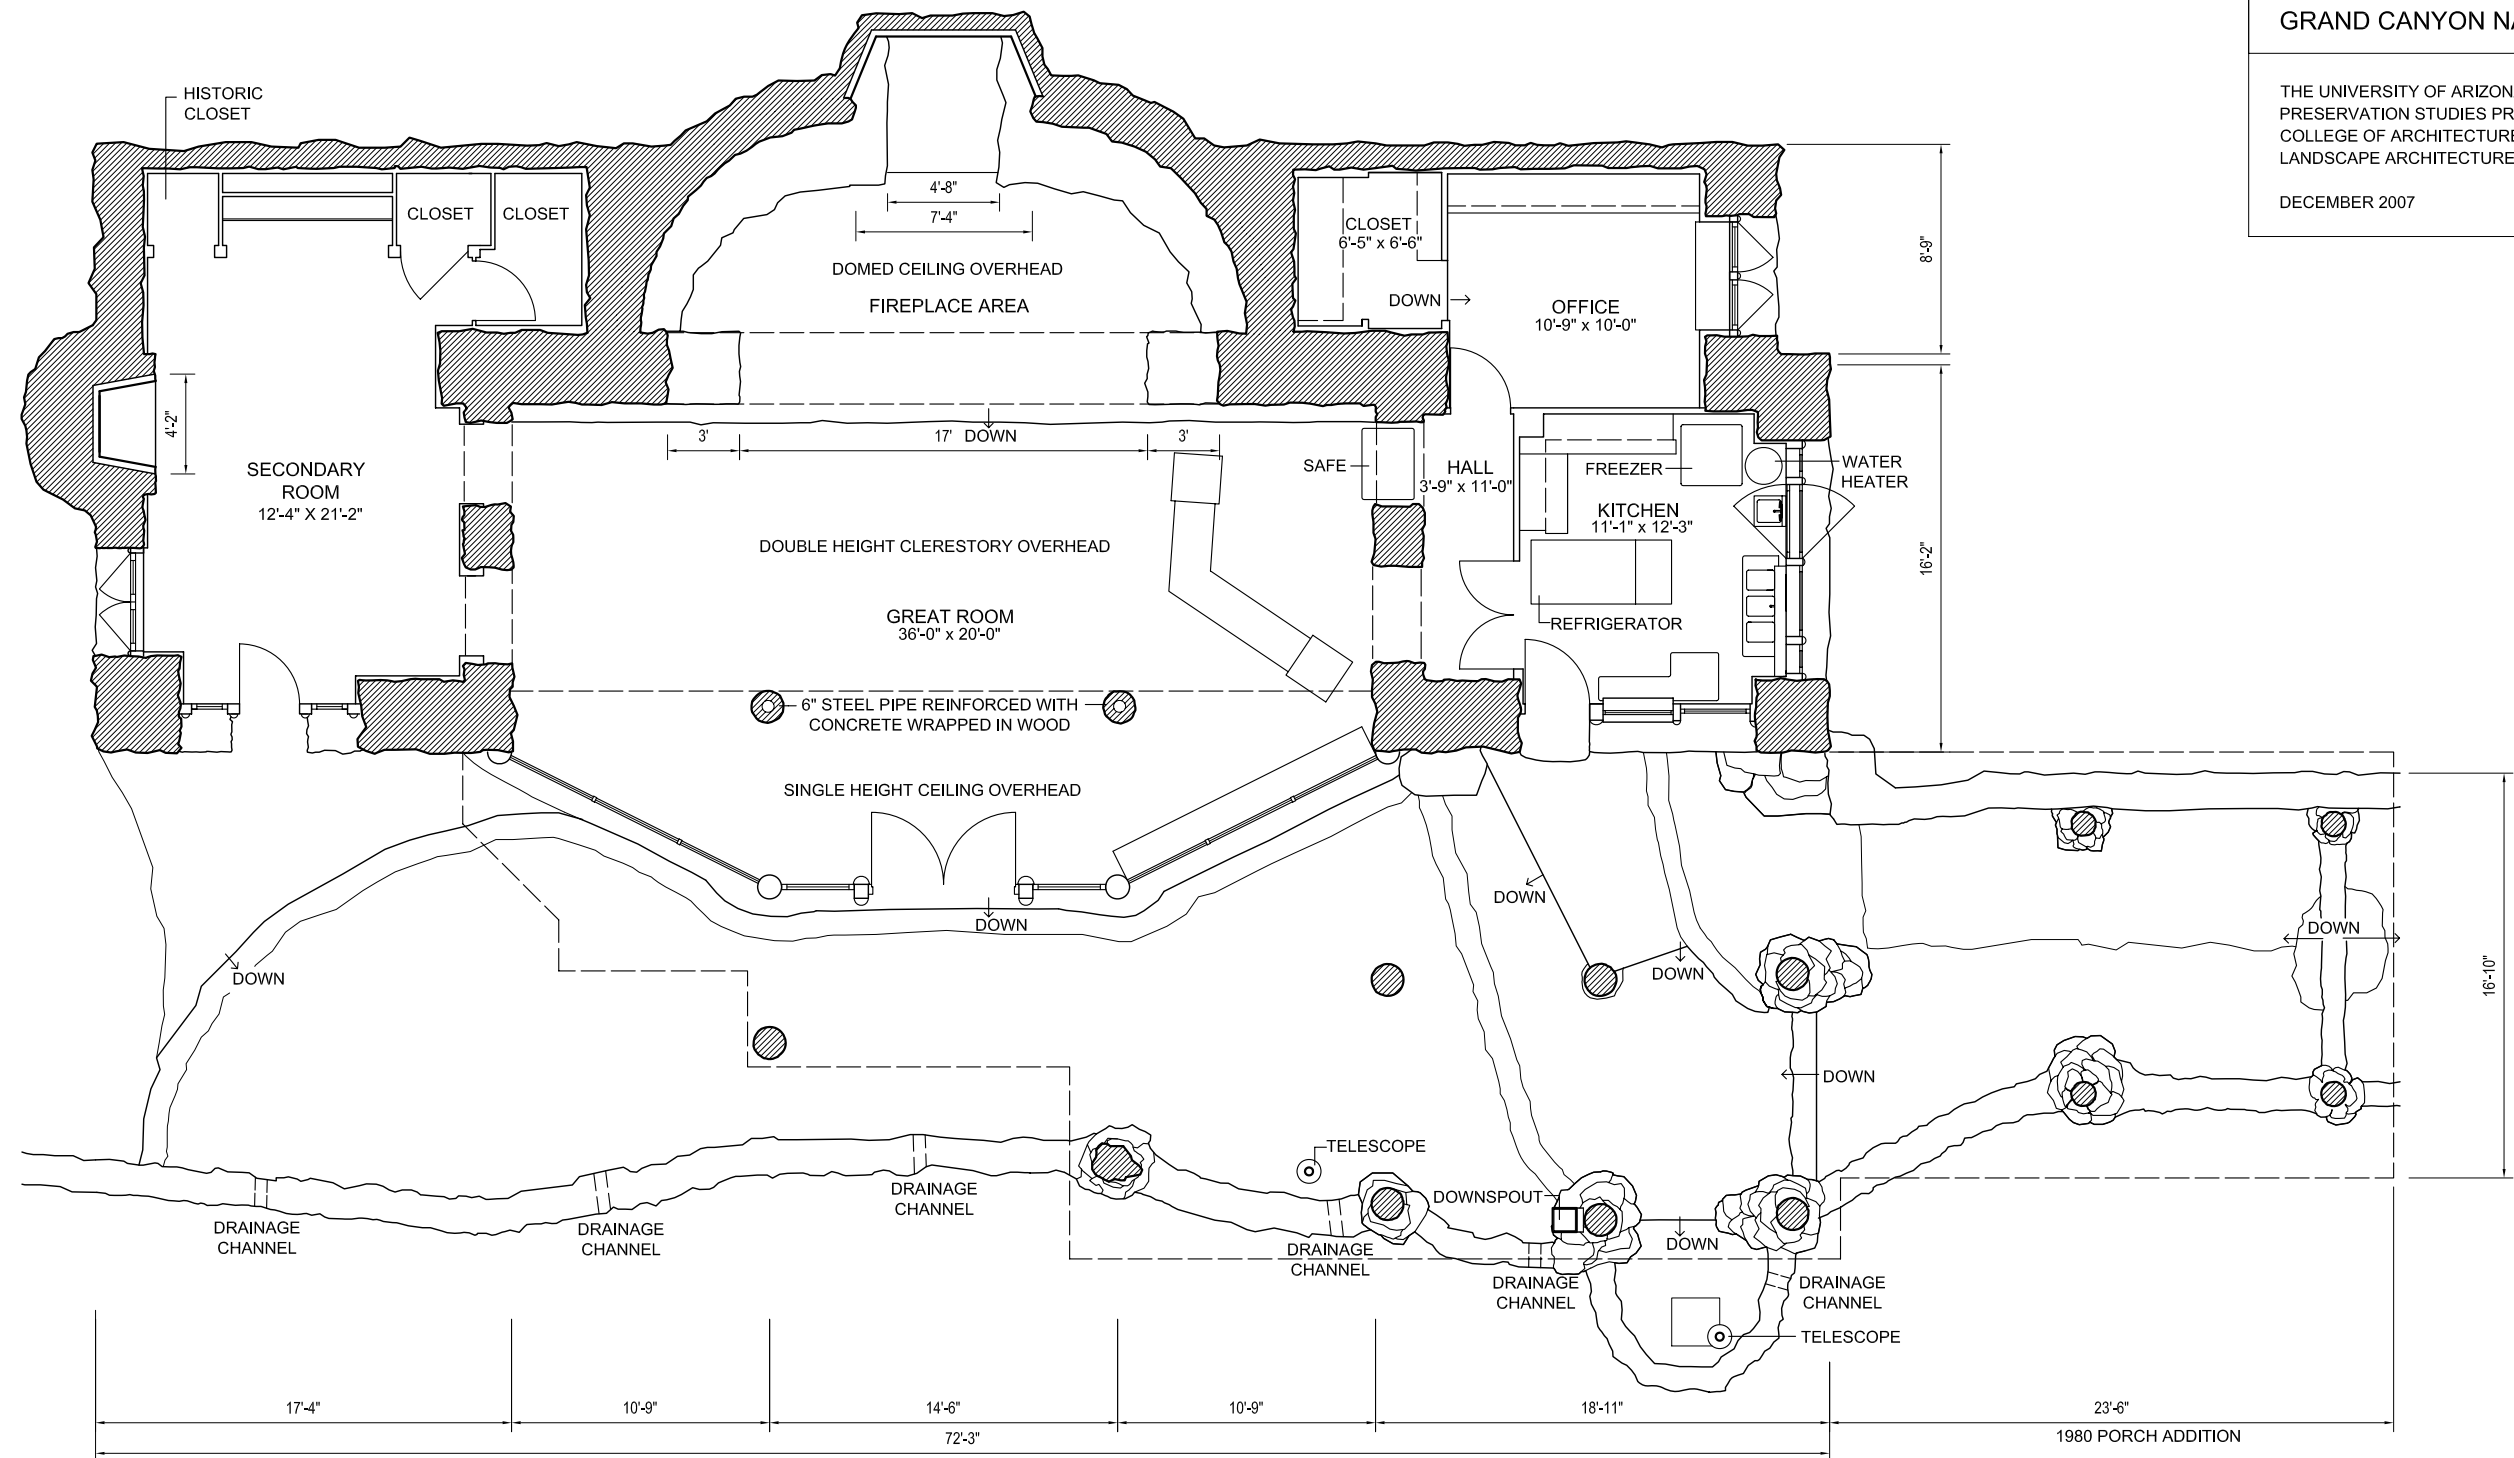 GRAND CANYON NA
THE UNIVERSITY OF ARIZON
PRESERVATION STUDIES PR
COLLEGE OF ARCHITECTURE
LANDSCAPE ARCHITECTURE
DECEMBER 2007
HISTORIC
CLOSET
CLOSET
CLOSET
4'-8"
7'-4"
DOMED CEILING OVERHEAD
FIREPLACE AREA
CLOSET
6'-5" x 6'-6"
DOWN
OFFICE
10'-9" x 10'-0"
8'-9"
4'-2"
SECONDARY
ROOM
12'-4" X 21'-2"
3'
17'
DOWN
3'
SAFE
HALL
3'-9" x 11'-0"
FREEZER
WATER
HEATER
KITCHEN
11'-1" x 12'-3"
16'-2"
DOUBLE HEIGHT CLERESTORY OVERHEAD
GREAT ROOM
36'-0" x 20'-0"
REFRIGERATOR
6" STEEL PIPE REINFORCED WITH
CONCRETE WRAPPED IN WOOD
SINGLE HEIGHT CEILING OVERHEAD
DOWN
DOWN
DOWN
DOWN
DOWN
16'-10"
DOWN
TELESCOPE
DRAINAGE
CHANNEL
DRAINAGE
CHANNEL
DRAINAGE
CHANNEL
DOWNSPOUT
DRAINAGE
CHANNEL
DOWN
DRAINAGE
CHANNEL
DRAINAGE
CHANNEL
TELESCOPE
17'-4"
10'-9"
14'-6"
10'-9"
18'-11"
23'-6"
72'-3"
1980 PORCH ADDITION